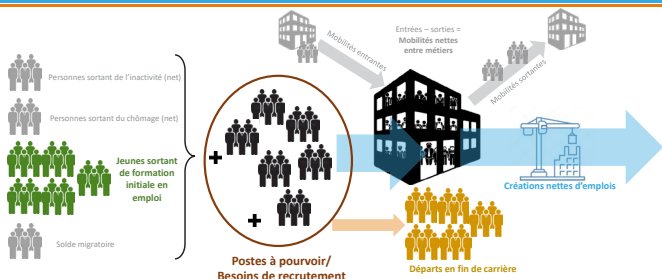 Personnes sortant de l'inactivité (net)
Personnes sortant du chômage (net)
Jeunes sortant
de formation
initiale en
emploi
Solde migratoire
+
+
Postes à pourvoir/
Besoins de recrutement
Mobilités entrantes
Entrées – sorties =
Mobilités nettes
entre métiers
Mobilités sortantes
Créations nettes d'emplois
Départs en fin de carrière